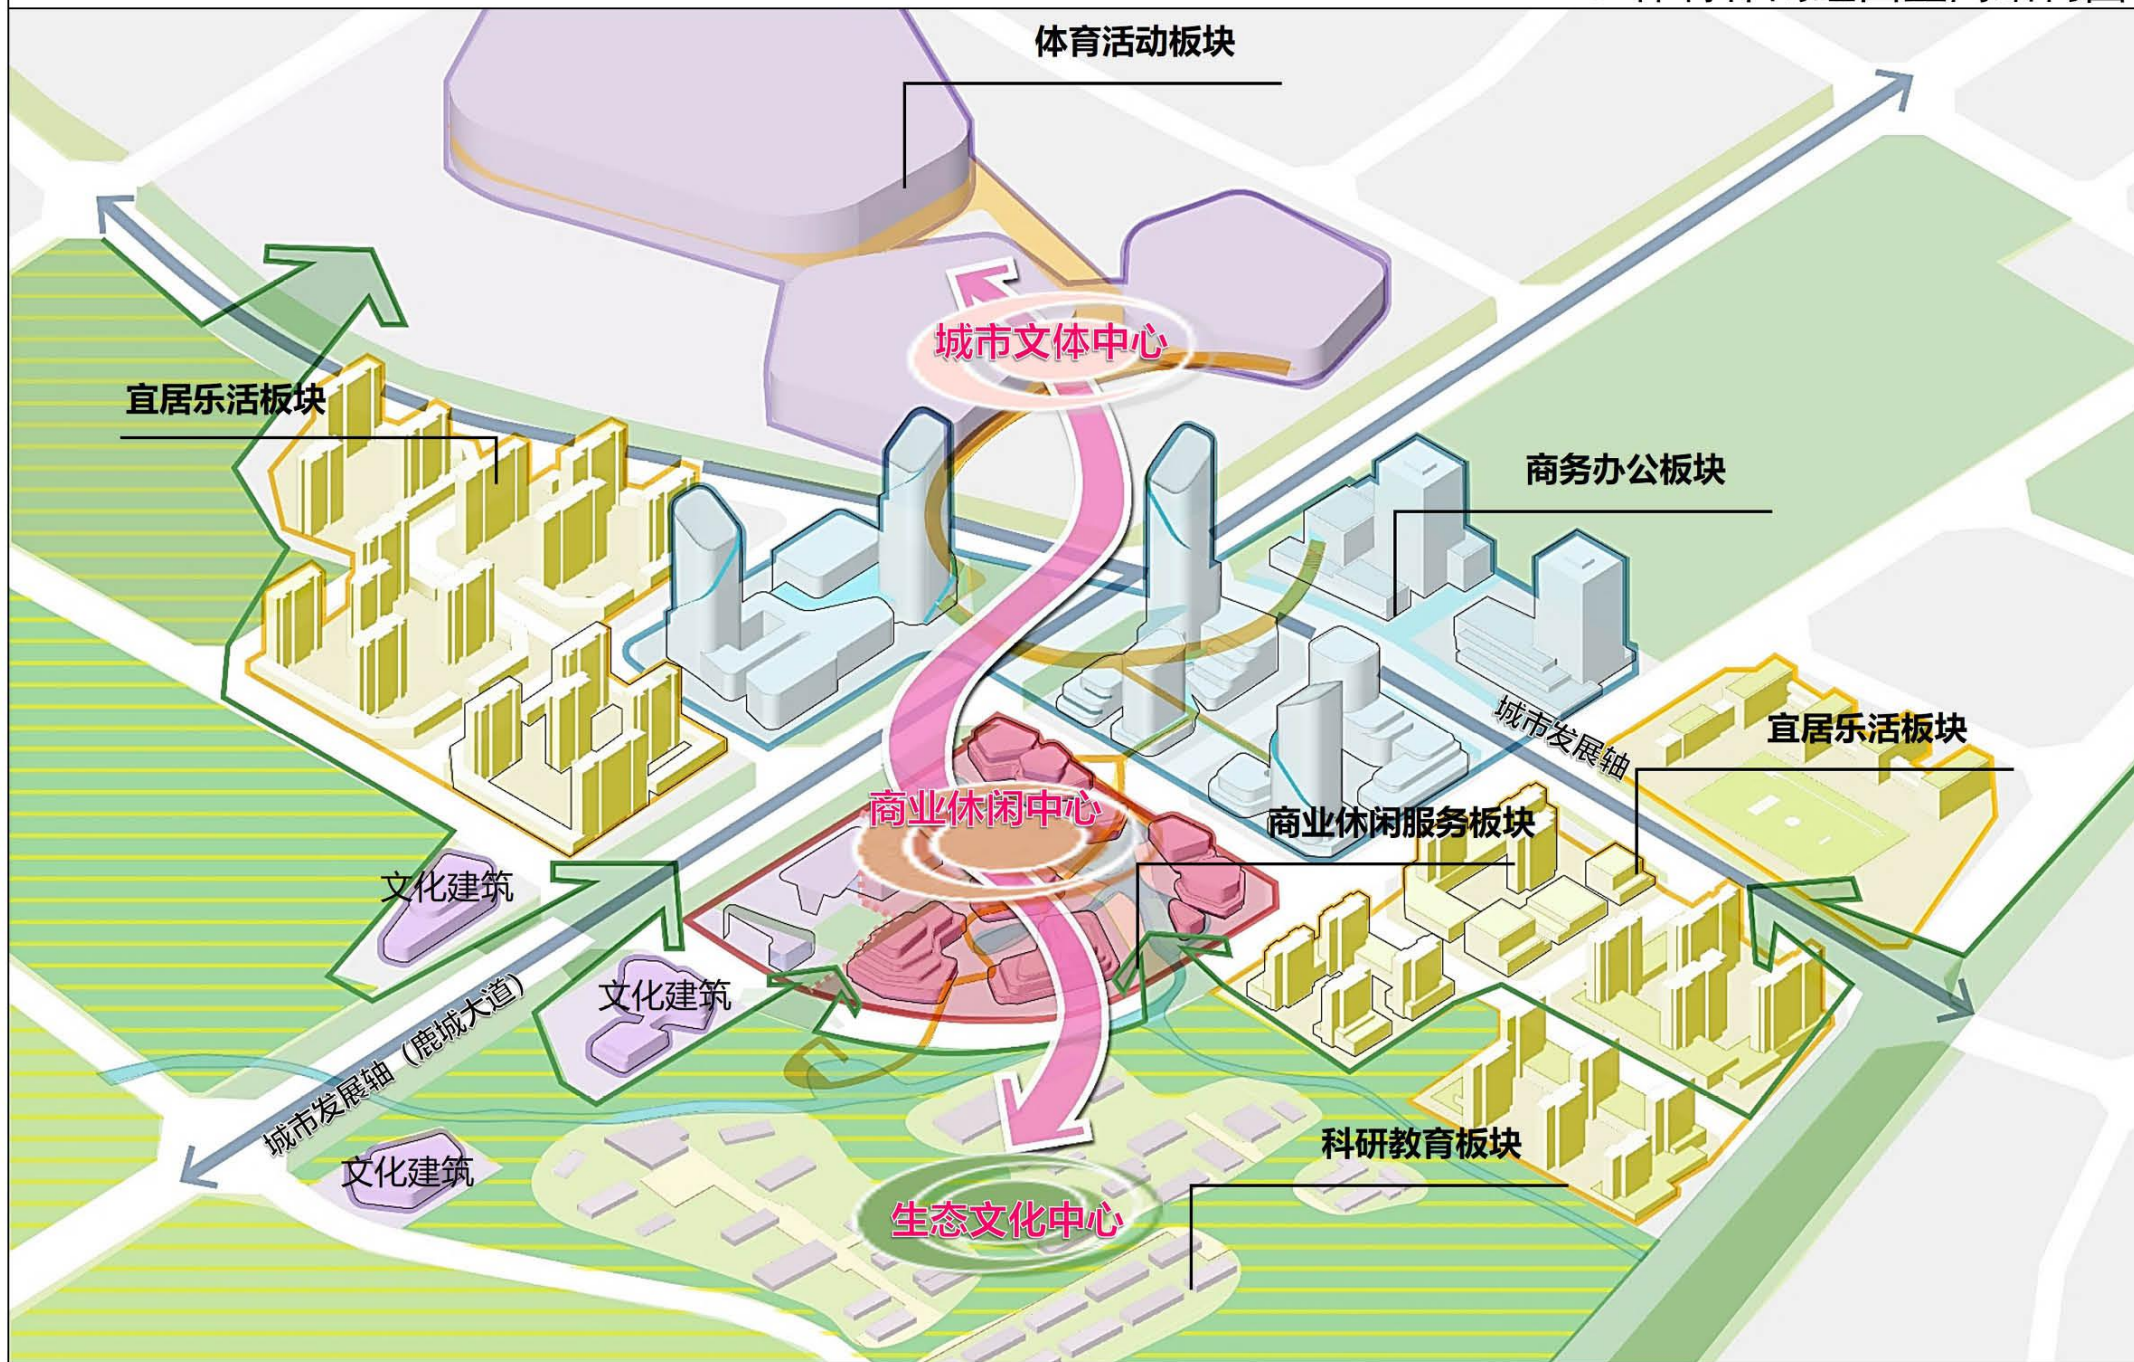 体育活动板块
城市文体中心
宜居乐活板块
商务办公板块
城市发展轴
宜居乐活板块
商业休闲中心
商业休闲服务板块
文化建筑
文化建筑
城市发展轴（鹿城大道）
科研教育板块
文化建筑
生态文化中心